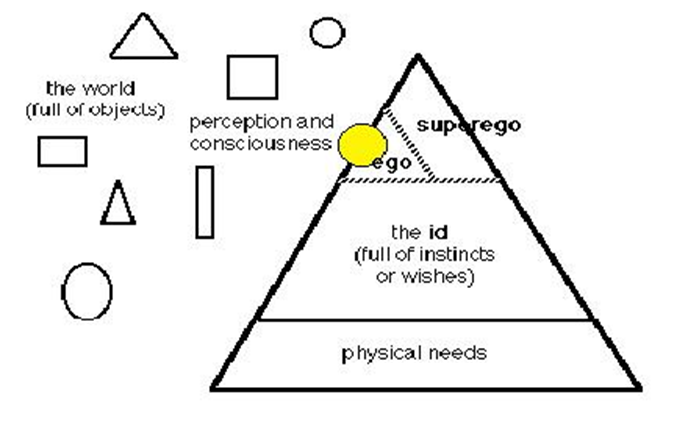 the world
(full of objects)
perception and
consciousness
superego
ego
the id
(full of instincts
or wishes)
physical needs